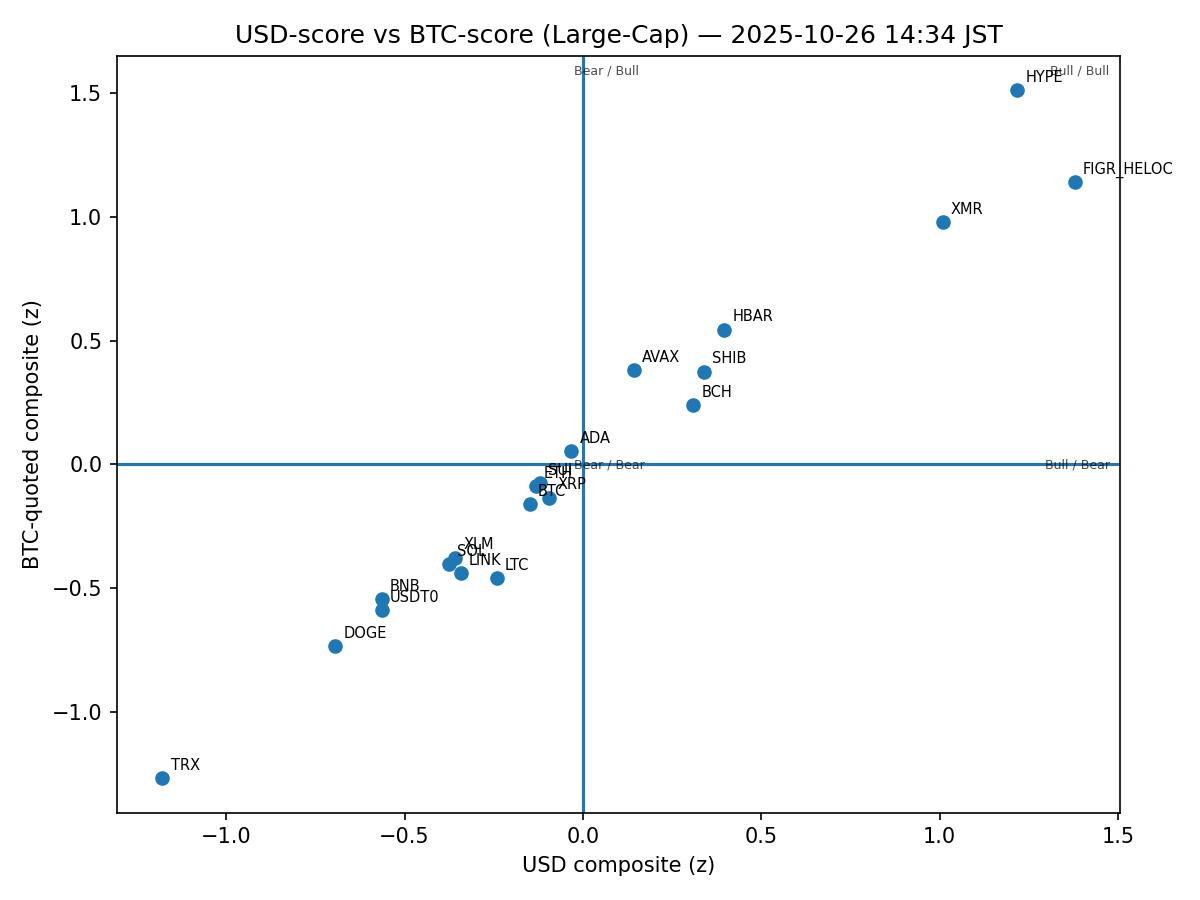 USD-score vs BTC-score (Large-Cap) — 2025-10-26 14:34 JST
Bear / Bull
Bull / Bull
HYPE
FIGR_HELOC
XMR
HBAR
AVAX
SHIB
BCH
ADA
Bear / Bear
Bull / Bear
SUI
ETH
XRP
BTC
XLM
SOL
LINK
LTC
BNB
USDT0
DOGE
TRX
1.5
1.0
0.5
0.0
−0.5
−1.0
BTC-quoted composite (z)
−1.0
−0.5
0.0
0.5
1.0
1.5
USD composite (z)